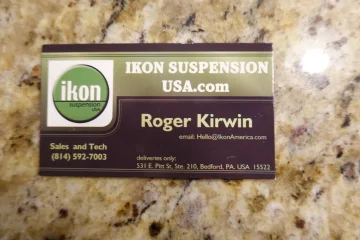 IKON SUSPENSION
USA.com
ikon
suspension
usa
Roger Kirwin
email: Hello@IkonAmerica.com
Sales and Tech
(814) 592-7003
deliveries only:
531 E. Pitt St. Ste. 210, Bedford, PA. USA 15522